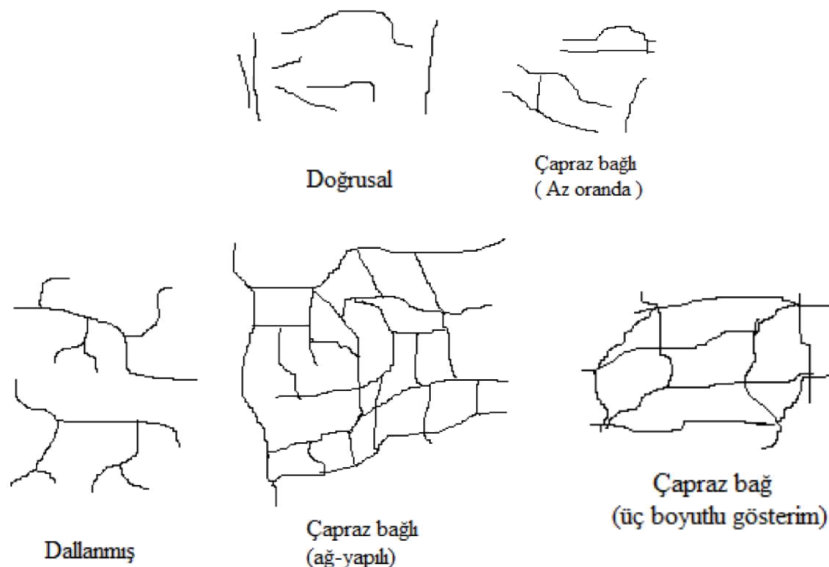 Doğrusal
Çapraz bağlı
( Az oranda )
Dallanmış
Çapraz bağlı
(ağ-yapılı)
Çapraz bağ
(üç boyutlu gösterim)